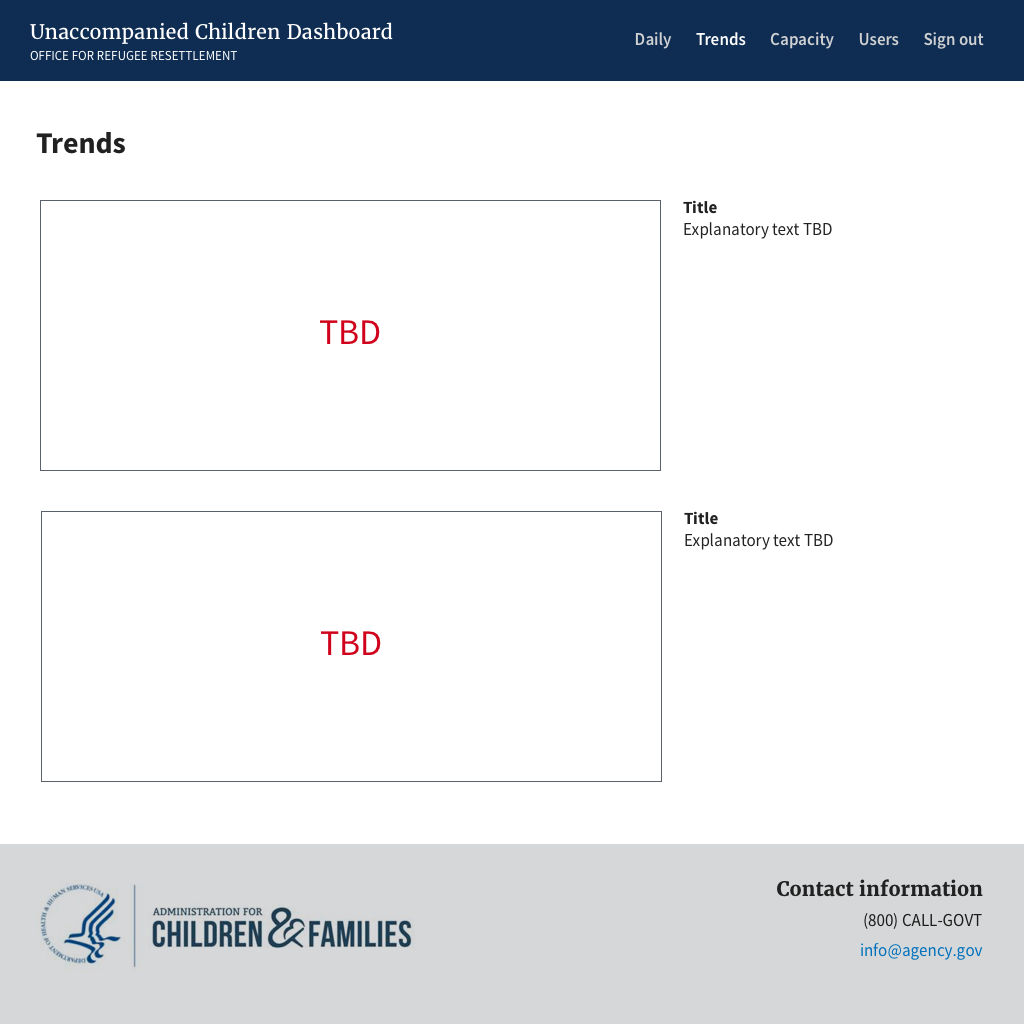 Unaccompanied Children Dashboard
OFFICE FOR REFUGEE RESETTLEMENT
Daily Trends Capacity Users Sign out
Trends
TBD
Title
Explanatory text TBD
TBD
Title
Explanatory text TBD
DEPARTMENT OF HEALTH & HUMAN SERVICES USA
ADMINISTRATION FOR
CHILDREN & FAMILIES
Contact information
(800) CALL-GOVT
info@agency.gov